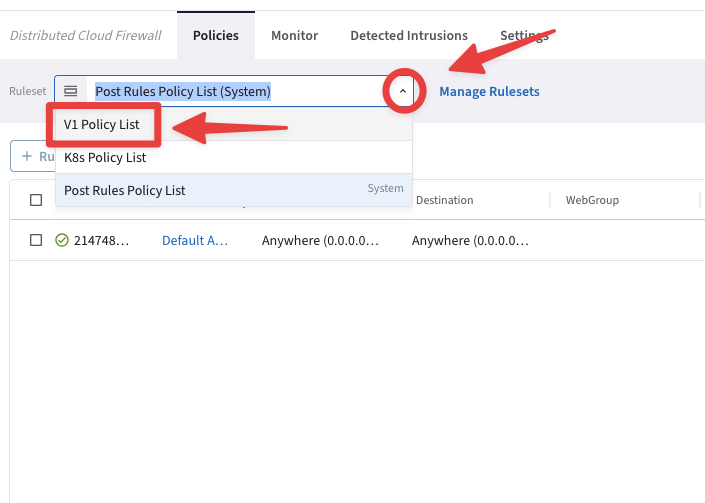 Distributed Cloud Firewall Policies Monitor Detected Intrusions Settings
Ruleset Post Rules Policy List (System) Manage Rulesets
V1 Policy List
K8s Policy List
+ Ru
Post Rules Policy List System
Destination WebGroup
214748... Default A... Anywhere (0.0.0.0... Anywhere (0.0.0.0...